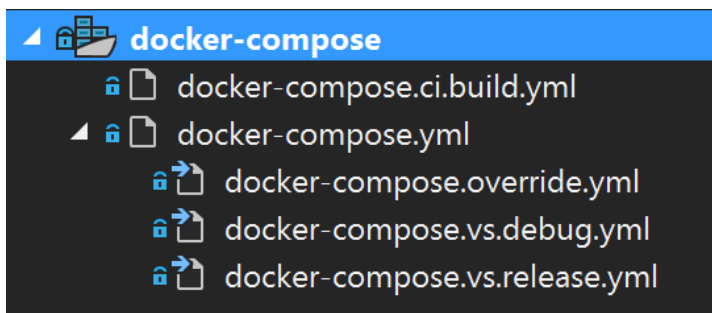 docker-compose
docker-compose.ci.build.yml
docker-compose.yml
docker-compose.override.yml
docker-compose.vs.debug.yml
docker-compose.vs.release.yml